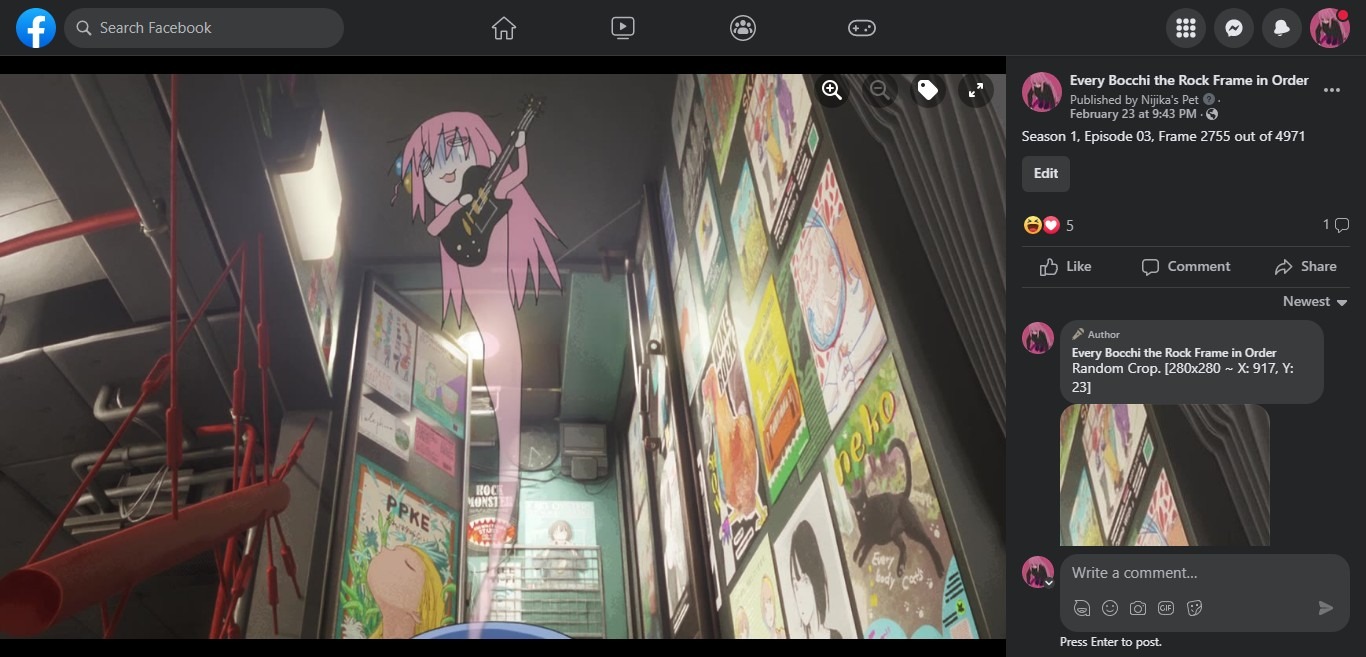 Search Facebook
Every Bocchi the Rock Frame in Order
Published by Nijika's Pet
·
February 23 at 9:43 PM ·
Season 1, Episode 03, Frame 2755 out of 4971
Edit
5
1
Like
Comment
Share
Newest
Author
Every Bocchi the Rock Frame in Order
Random Crop. [280x280 ~ X: 917, Y:
23]
Write a comment...
GIF
Press Enter to post.
neko
PPKE
ROCK
MONSTER
Every
body
Cats